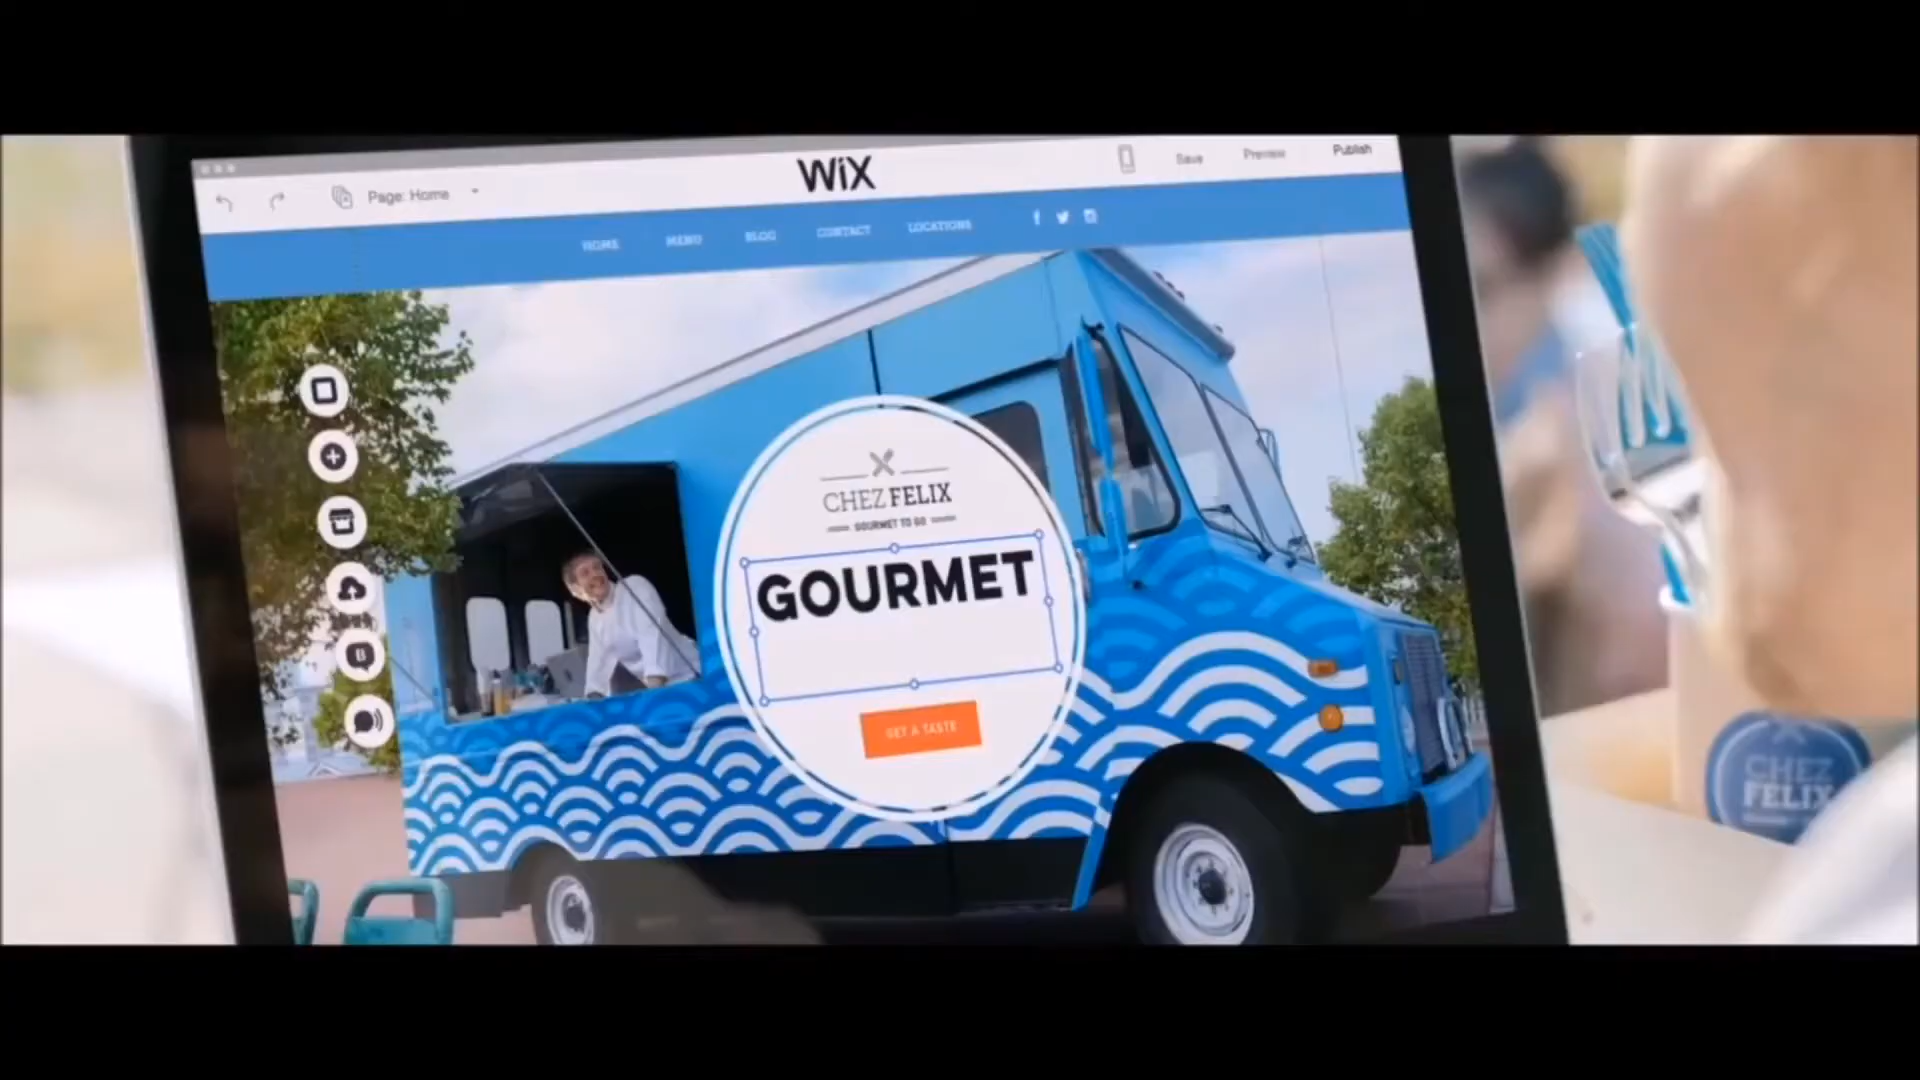 WiX
Page: Home
Save
Preview
Publish
HOME
MENU
BLOG
CONTACT
LOCATIONS
CHEZ FELIX
GOURMET TO GO
GOURMET
GET A TASTE
B
CHEZ
FELIX